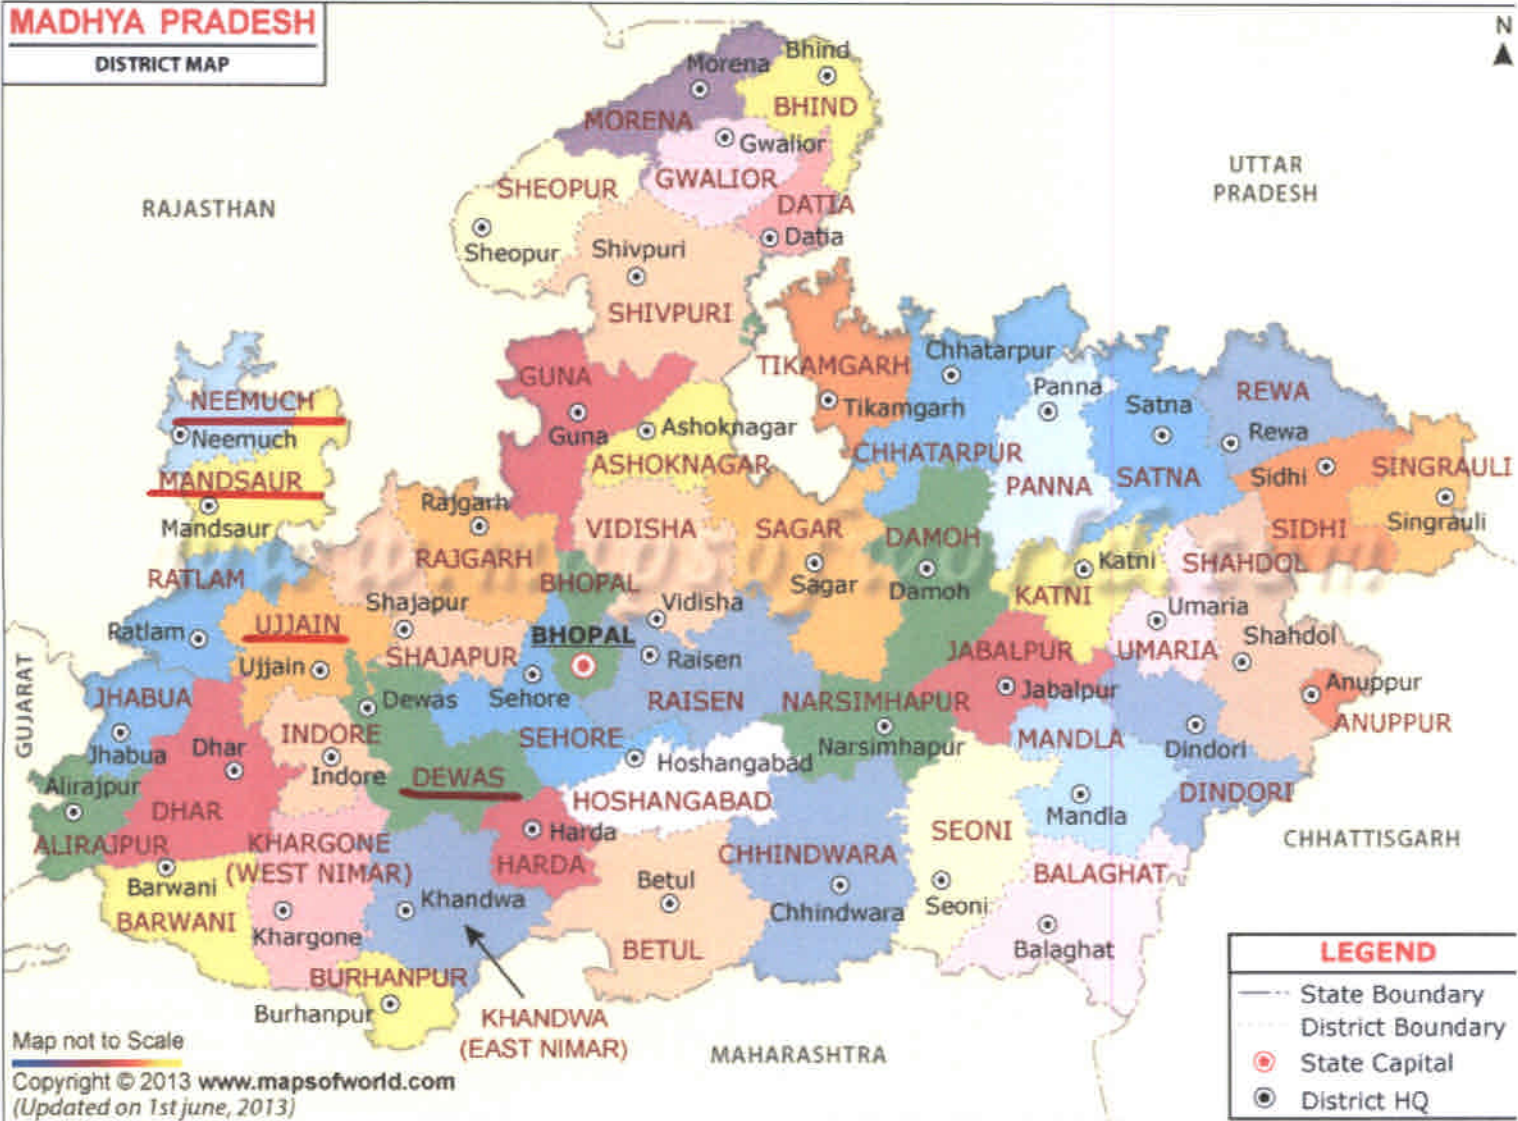 MADHYA PRADESH
DISTRICT MAP
N
Morena
Bhind
MORENA
BHIND
Gwalior
GWALIOR
SHEOPUR
Sheopur
DATIA
Datia
UTTAR
PRADESH
RAJASTHAN
Shivpuri
SHIVPURI
TIKAMGARH
Tikamgarh
Chhatarpur
CHHATARPUR
Panna
PANNA
Satna
SATNA
REWA
Rewa
Sidhi
SIDHI
SINGRAULI
Singrauli
GUNA
Guna
Ashoknagar
ASHOKNAGAR
NEEMUCH
Neemuch
MANDSAUR
Mandsaur
Rajgarh
RAJGARH
VIDISHA
Vidisha
SAGAR
Sagar
DAMOH
Damoh
Katni
KATNI
SHAHDOL
Shahdol
Umaria
UMARIA
RATLAM
Ratlam
UJJAIN
Ujjain
Shajapur
SHAJAPUR
BHOPAL
BHOPAL
Sehore
SEHORE
Raisen
RAISEN
NARSIMHAPUR
Narsimhapur
JABALPUR
Jabalpur
Anuppur
ANUPPUR
Dindori
DINDORI
MANDLA
Mandla
GUJARAT
JHABUA
Jhabua
Dhar
DHAR
INDORE
Indore
Dewas
DEWAS
Hoshangabad
HOSHANGABAD
Alirajpur
ALIRAJPUR
Harda
HARDA
KHARGONE
(WEST NIMAR)
Khargone
Barwani
BARWANI
Khandwa
KHANDWA
(EAST NIMAR)
BURHANPUR
Burhanpur
Betul
BETUL
CHHINDWARA
Chhindwara
SEONI
Seoni
BALAGHAT
Balaghat
CHHATTISGARH
MAHARASHTRA
www.mapsofworld.com
Map not to Scale
Copyright © 2013 www.mapsofworld.com
(Updated on 1st june, 2013)
LEGEND
State Boundary
District Boundary
State Capital
District HQ